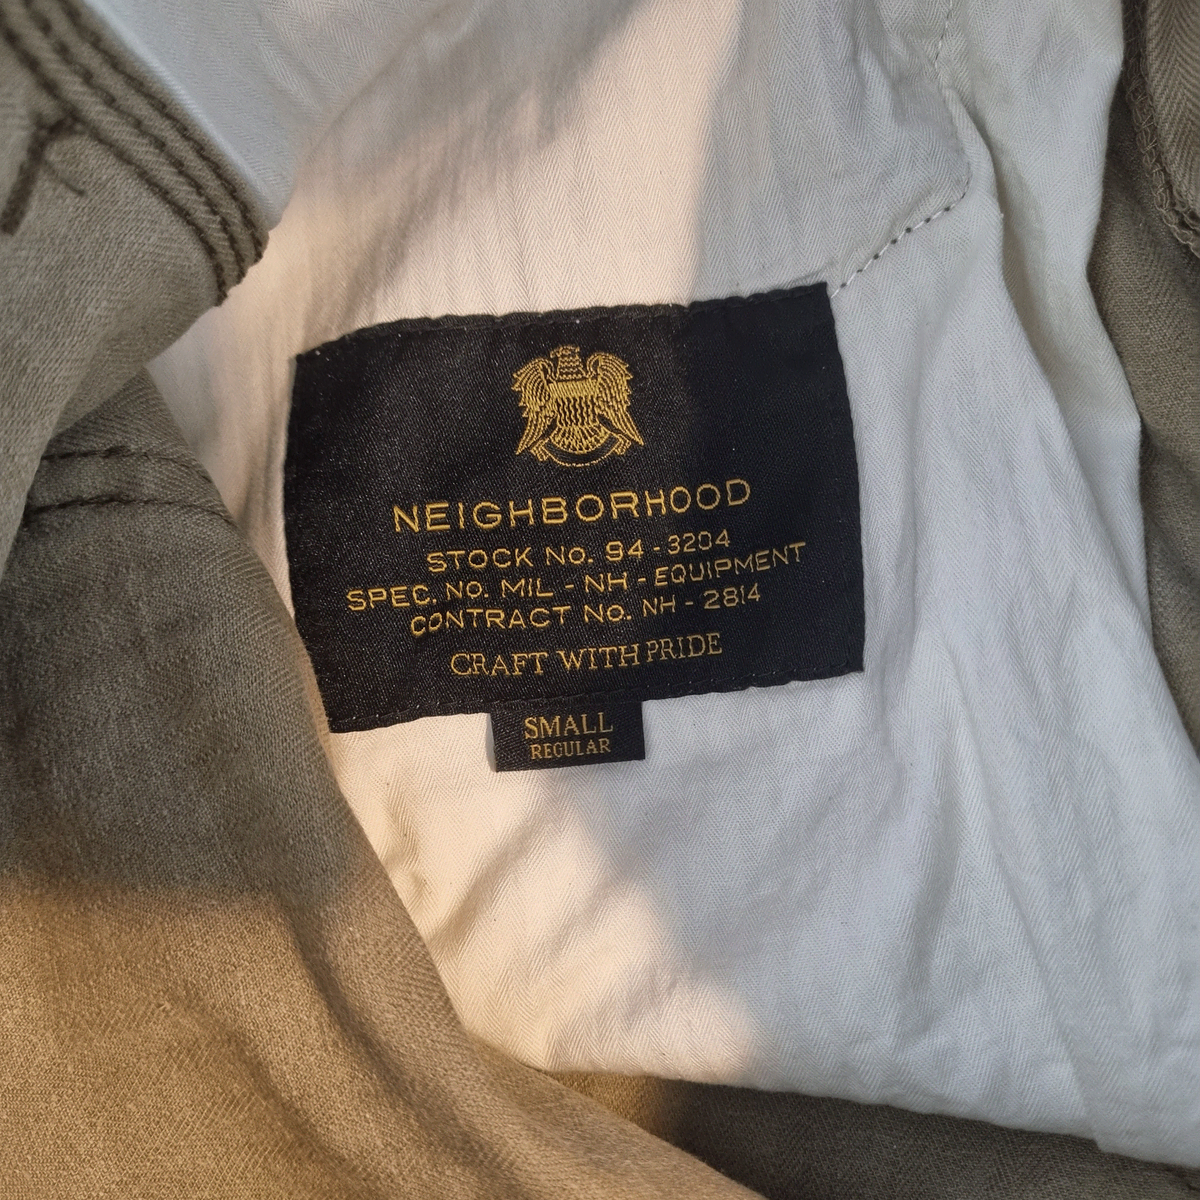 NEIGHBORHOOD
STOCK No. 94-3204
SPEC. No. MIL - NH - EQUIPMENT
CONTRACT No. NH - 2814
CRAFT WITH PRIDE
SMALL
REGULAR